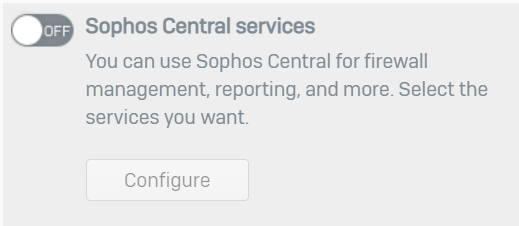 OFF Sophos Central services
You can use Sophos Central for firewall
management, reporting, and more. Select the
services you want.
Configure